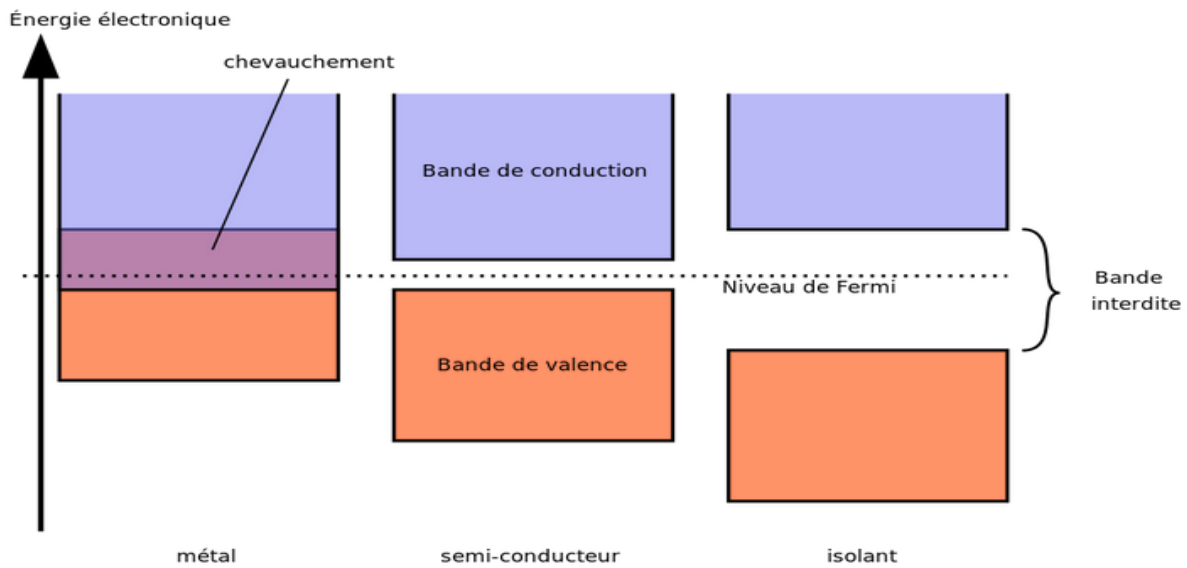 Énergie électronique
chevauchement
Bande de conduction
Niveau de Fermi
Bande
interdite
Bande de valence
métal
semi-conducteur
isolant